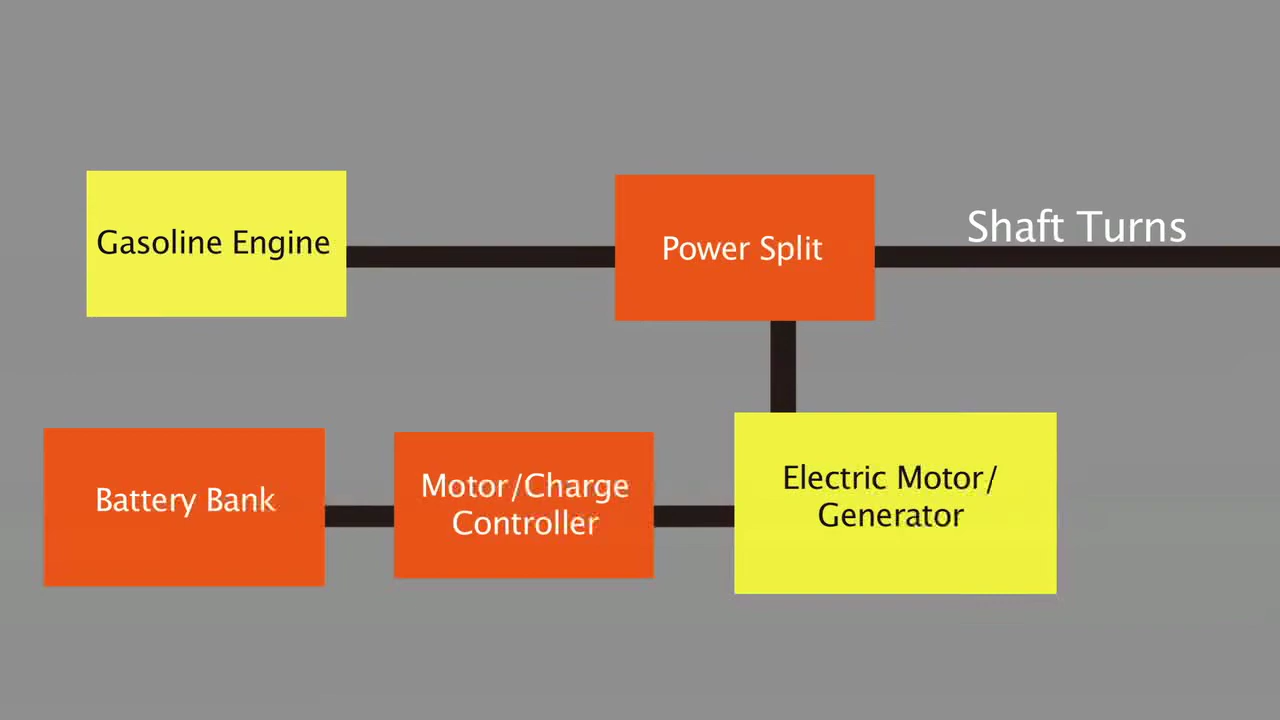 Gasoline Engine
Power Split
Shaft Turns
Battery Bank
Motor/Charge
Controller
Electric Motor/
Generator